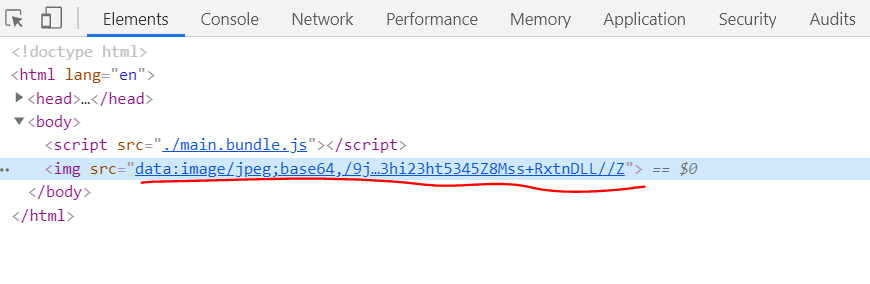 Elements Console Network Performance Memory Application Security Audits
<!doctype html>
<html lang="en">
<head>…</head>
<body>
<script src="./main.bundle.js"></script>
<img src="data:image/jpeg;base64,/9j…3hi23ht5345Z8Mss+RxtnDLL//Z"> == $0
</body>
</html>